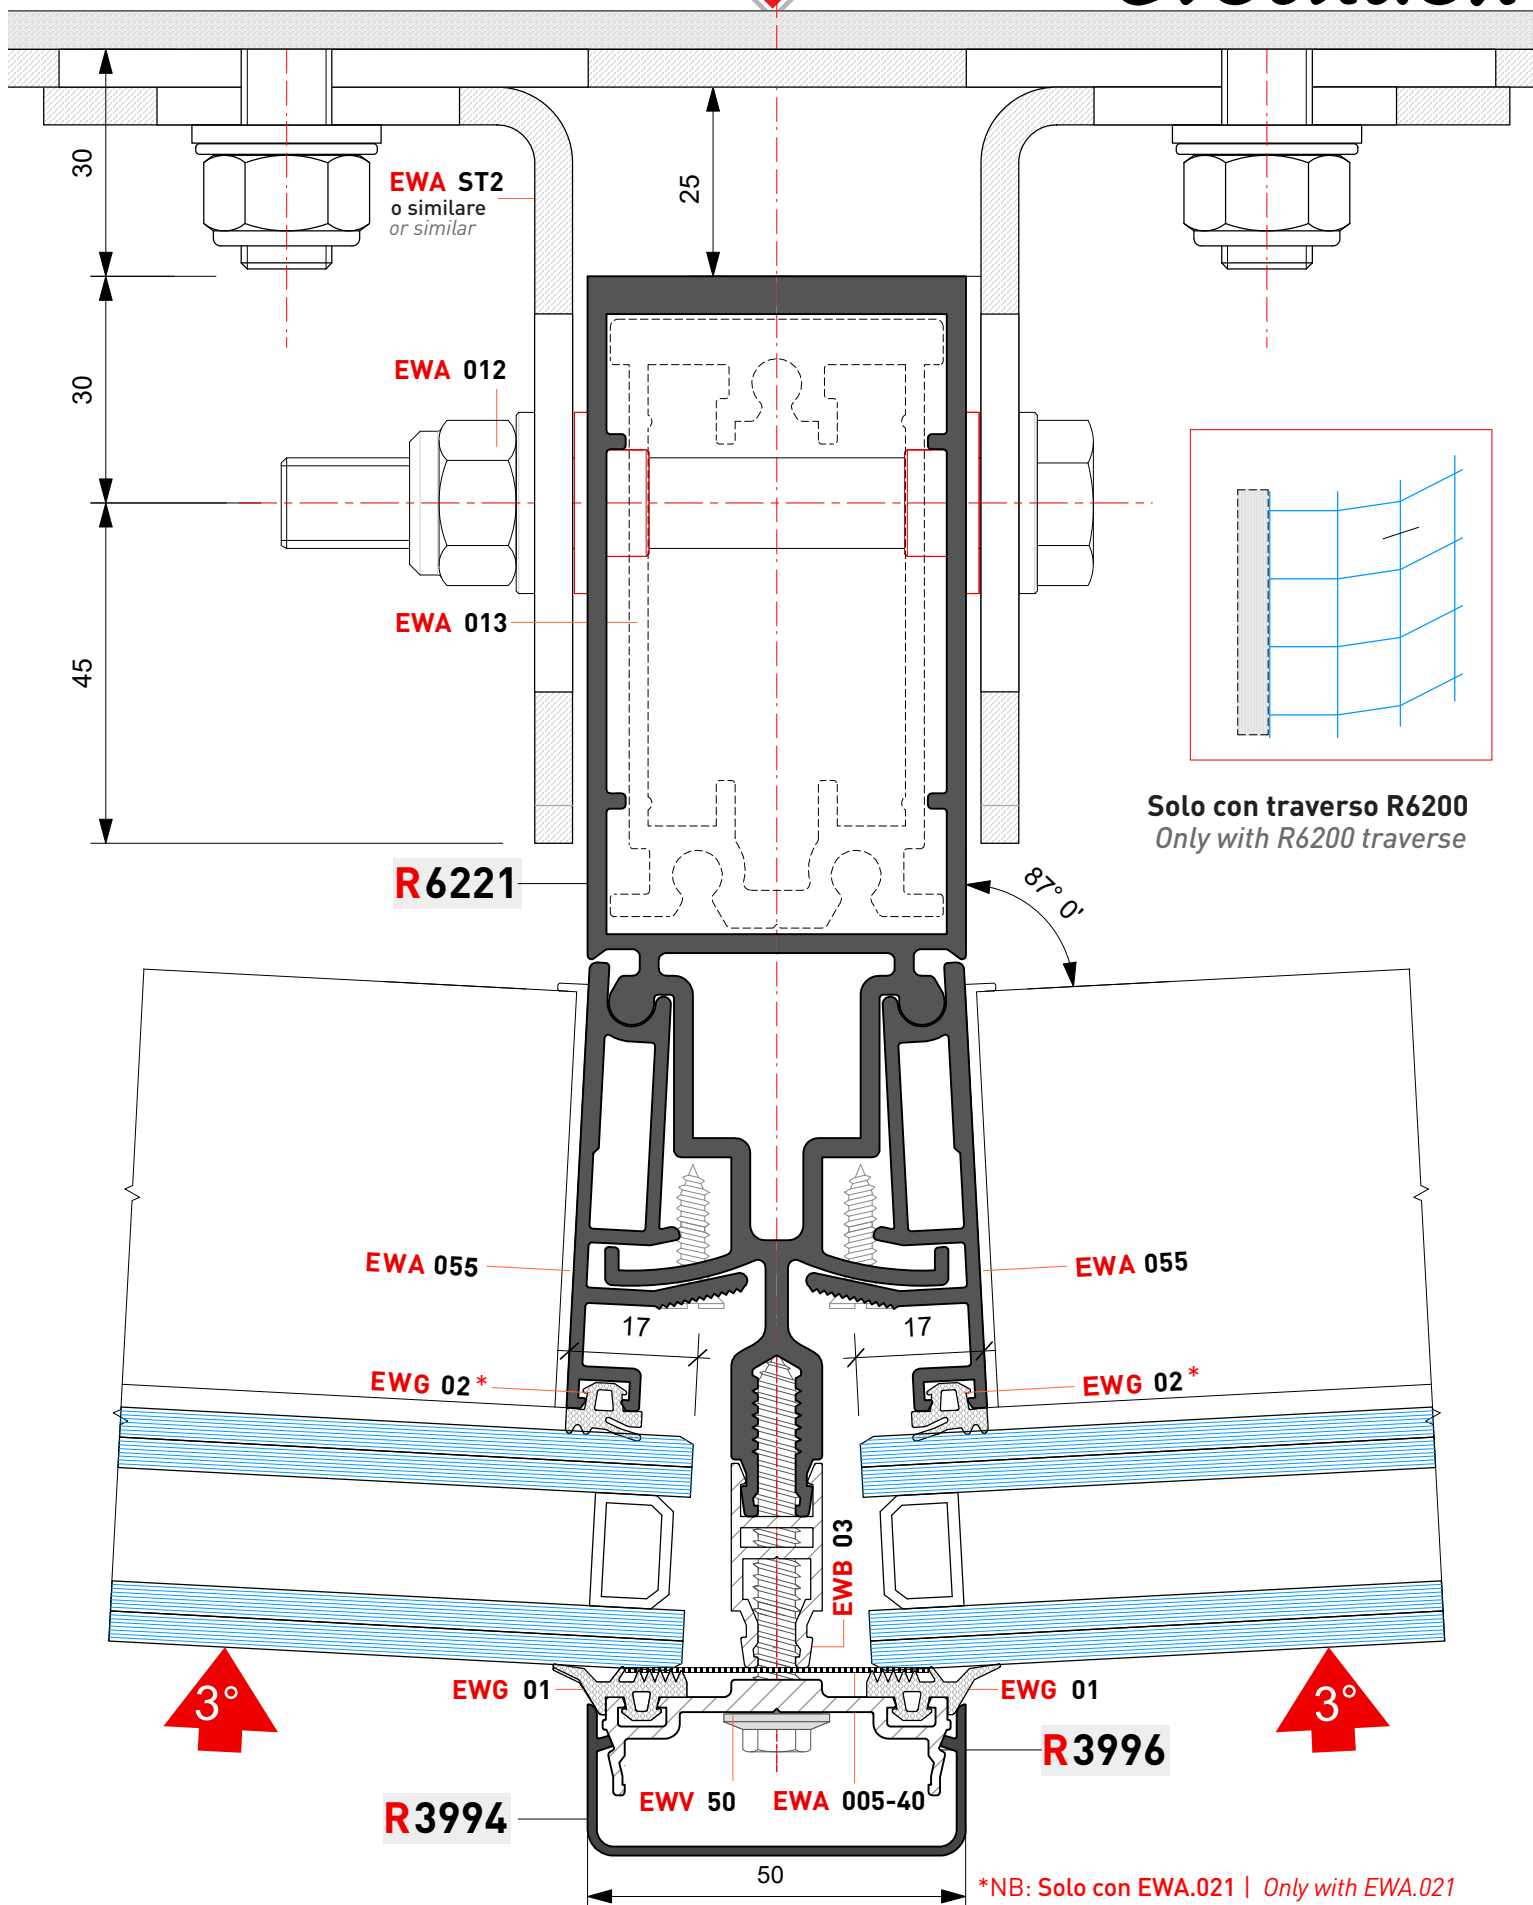 30
EWA ST2
o similare
or similar
25
EWA 012
30
EWA 013
45
Solo con traverso R6200
Only with R6200 traverse
R6221
87° 0'
EWA 055
EWA 055
17
17
EWG 02*
EWG 02*
EWB 03
3°
EWG 01
EWG 01
3°
R3996
EWV 50
EWA 005-40
R3994
50
*NB: Solo con EWA.021 | Only with EWA.021